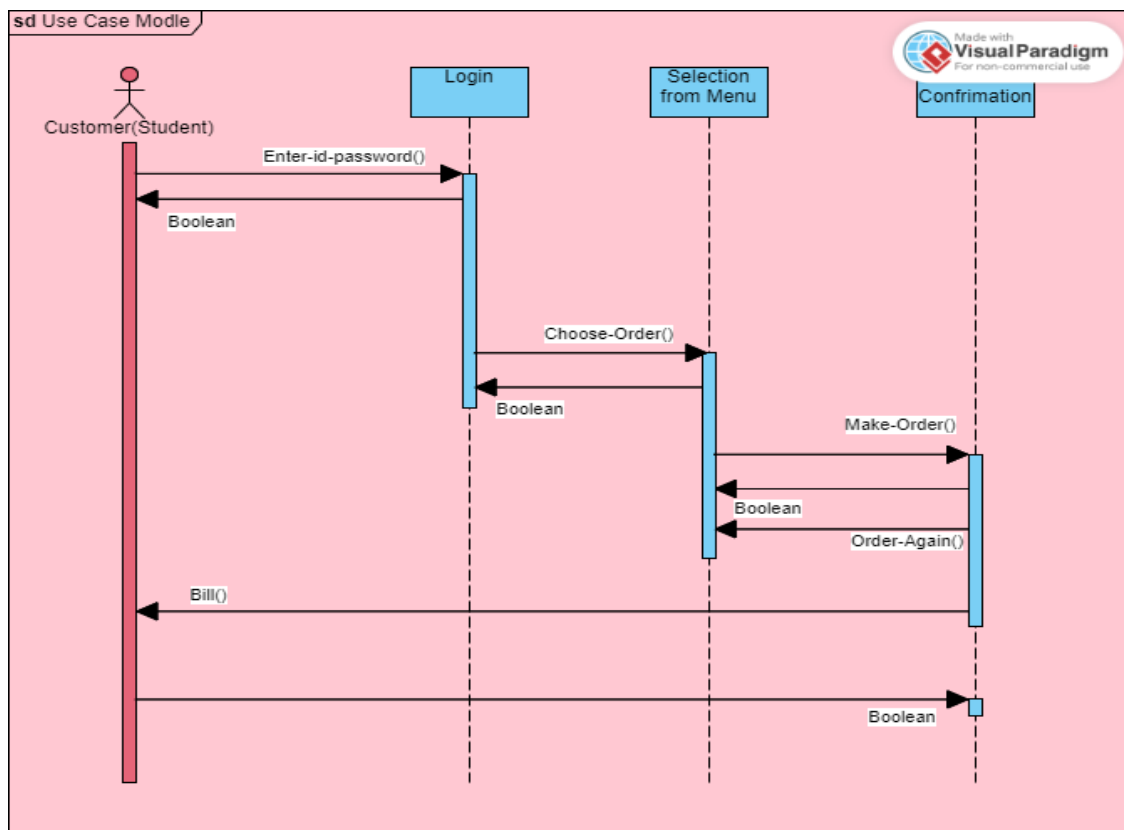 sd Use Case Modle
Made with
Visual Paradigm
For non-commercial use
Customer(Student)
Login
Selection
from Menu
Confrimation
Enter-id-password()
Boolean
Choose-Order()
Boolean
Make-Order()
Boolean
Order-Again()
Bill()
Boolean